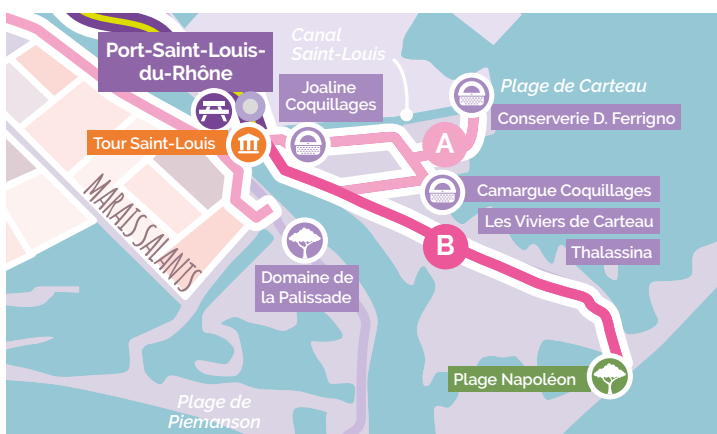 Port-Saint-Louis-
du-Rhône
Canal
Saint-Louis
Joaline
Coquillages
Plage de Carteau
Conserverie D. Ferrigno
Tour Saint-Louis
A
Camargue Coquillages
Les Viviers de Carteau
Thalassina
MARAIS SALANTS
B
Domaine de
la Palissade
Plage Napoléon
Plage de
Piemanson